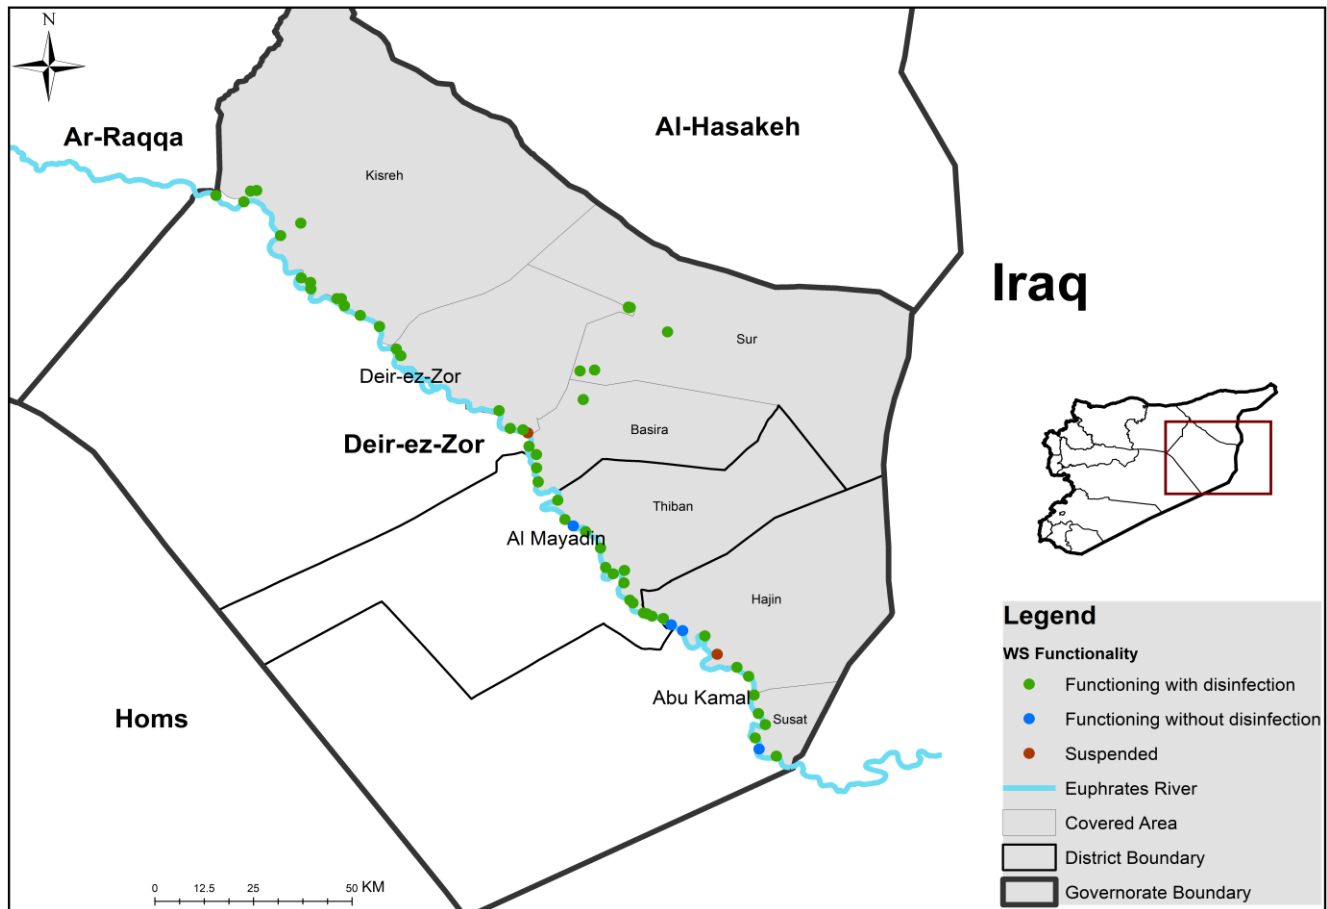 N
Ar-Raqqa
Al-Hasakeh
Kisreh
Iraq
Sur
Deir-ez-Zor
Deir-ez-Zor
Basira
Thiban
Al Mayadin
Hajin
Abu Kamal
Susat
Homs
0 12.5 25 50 KM
Legend
WS Functionality
Functioning with disinfection
Functioning without disinfection
Suspended
Euphrates River
Covered Area
District Boundary
Governorate Boundary